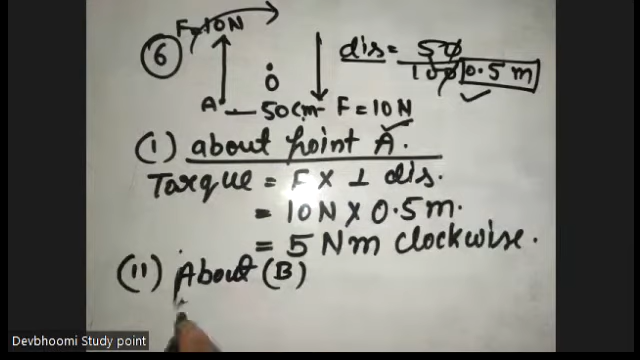 F=10N
6
dis = 50/100 0.5 m
O
A 50cm F=10N
(i) about point A.
Torque = F × ⊥ dis.
= 10N × 0.5m.
= 5 Nm clockwise.
(ii) About (B)
Devbhoomi Study point